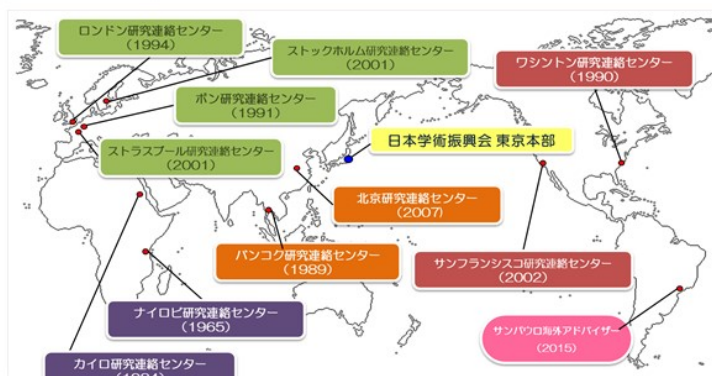 ロンドン研究連絡センター
（1994）
ストックホルム研究連絡センター
（2001）
ワシントン研究連絡センター
（1990）
ボン研究連絡センター
（1991）
日本学術振興会 東京本部
ストラスブール研究連絡センター
（2001）
北京研究連絡センター
（2007）
バンコク研究連絡センター
（1989）
サンフランシスコ研究連絡センター
（2002）
ナイロビ研究連絡センター
（1965）
サンパウロ海外アドバイザー
（2015）
カイロ研究連絡センター